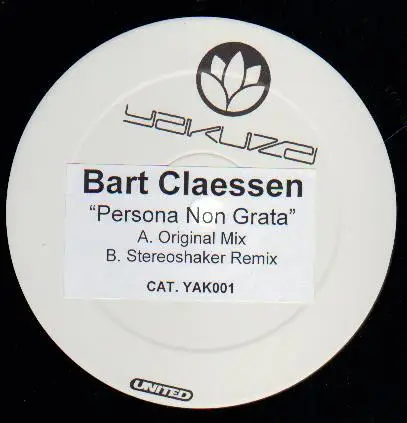 yakuza
Bart Claessen
“Persona Non Grata”
A. Original Mix
B. Stereoshaker Remix
CAT. YAK001
UNITED